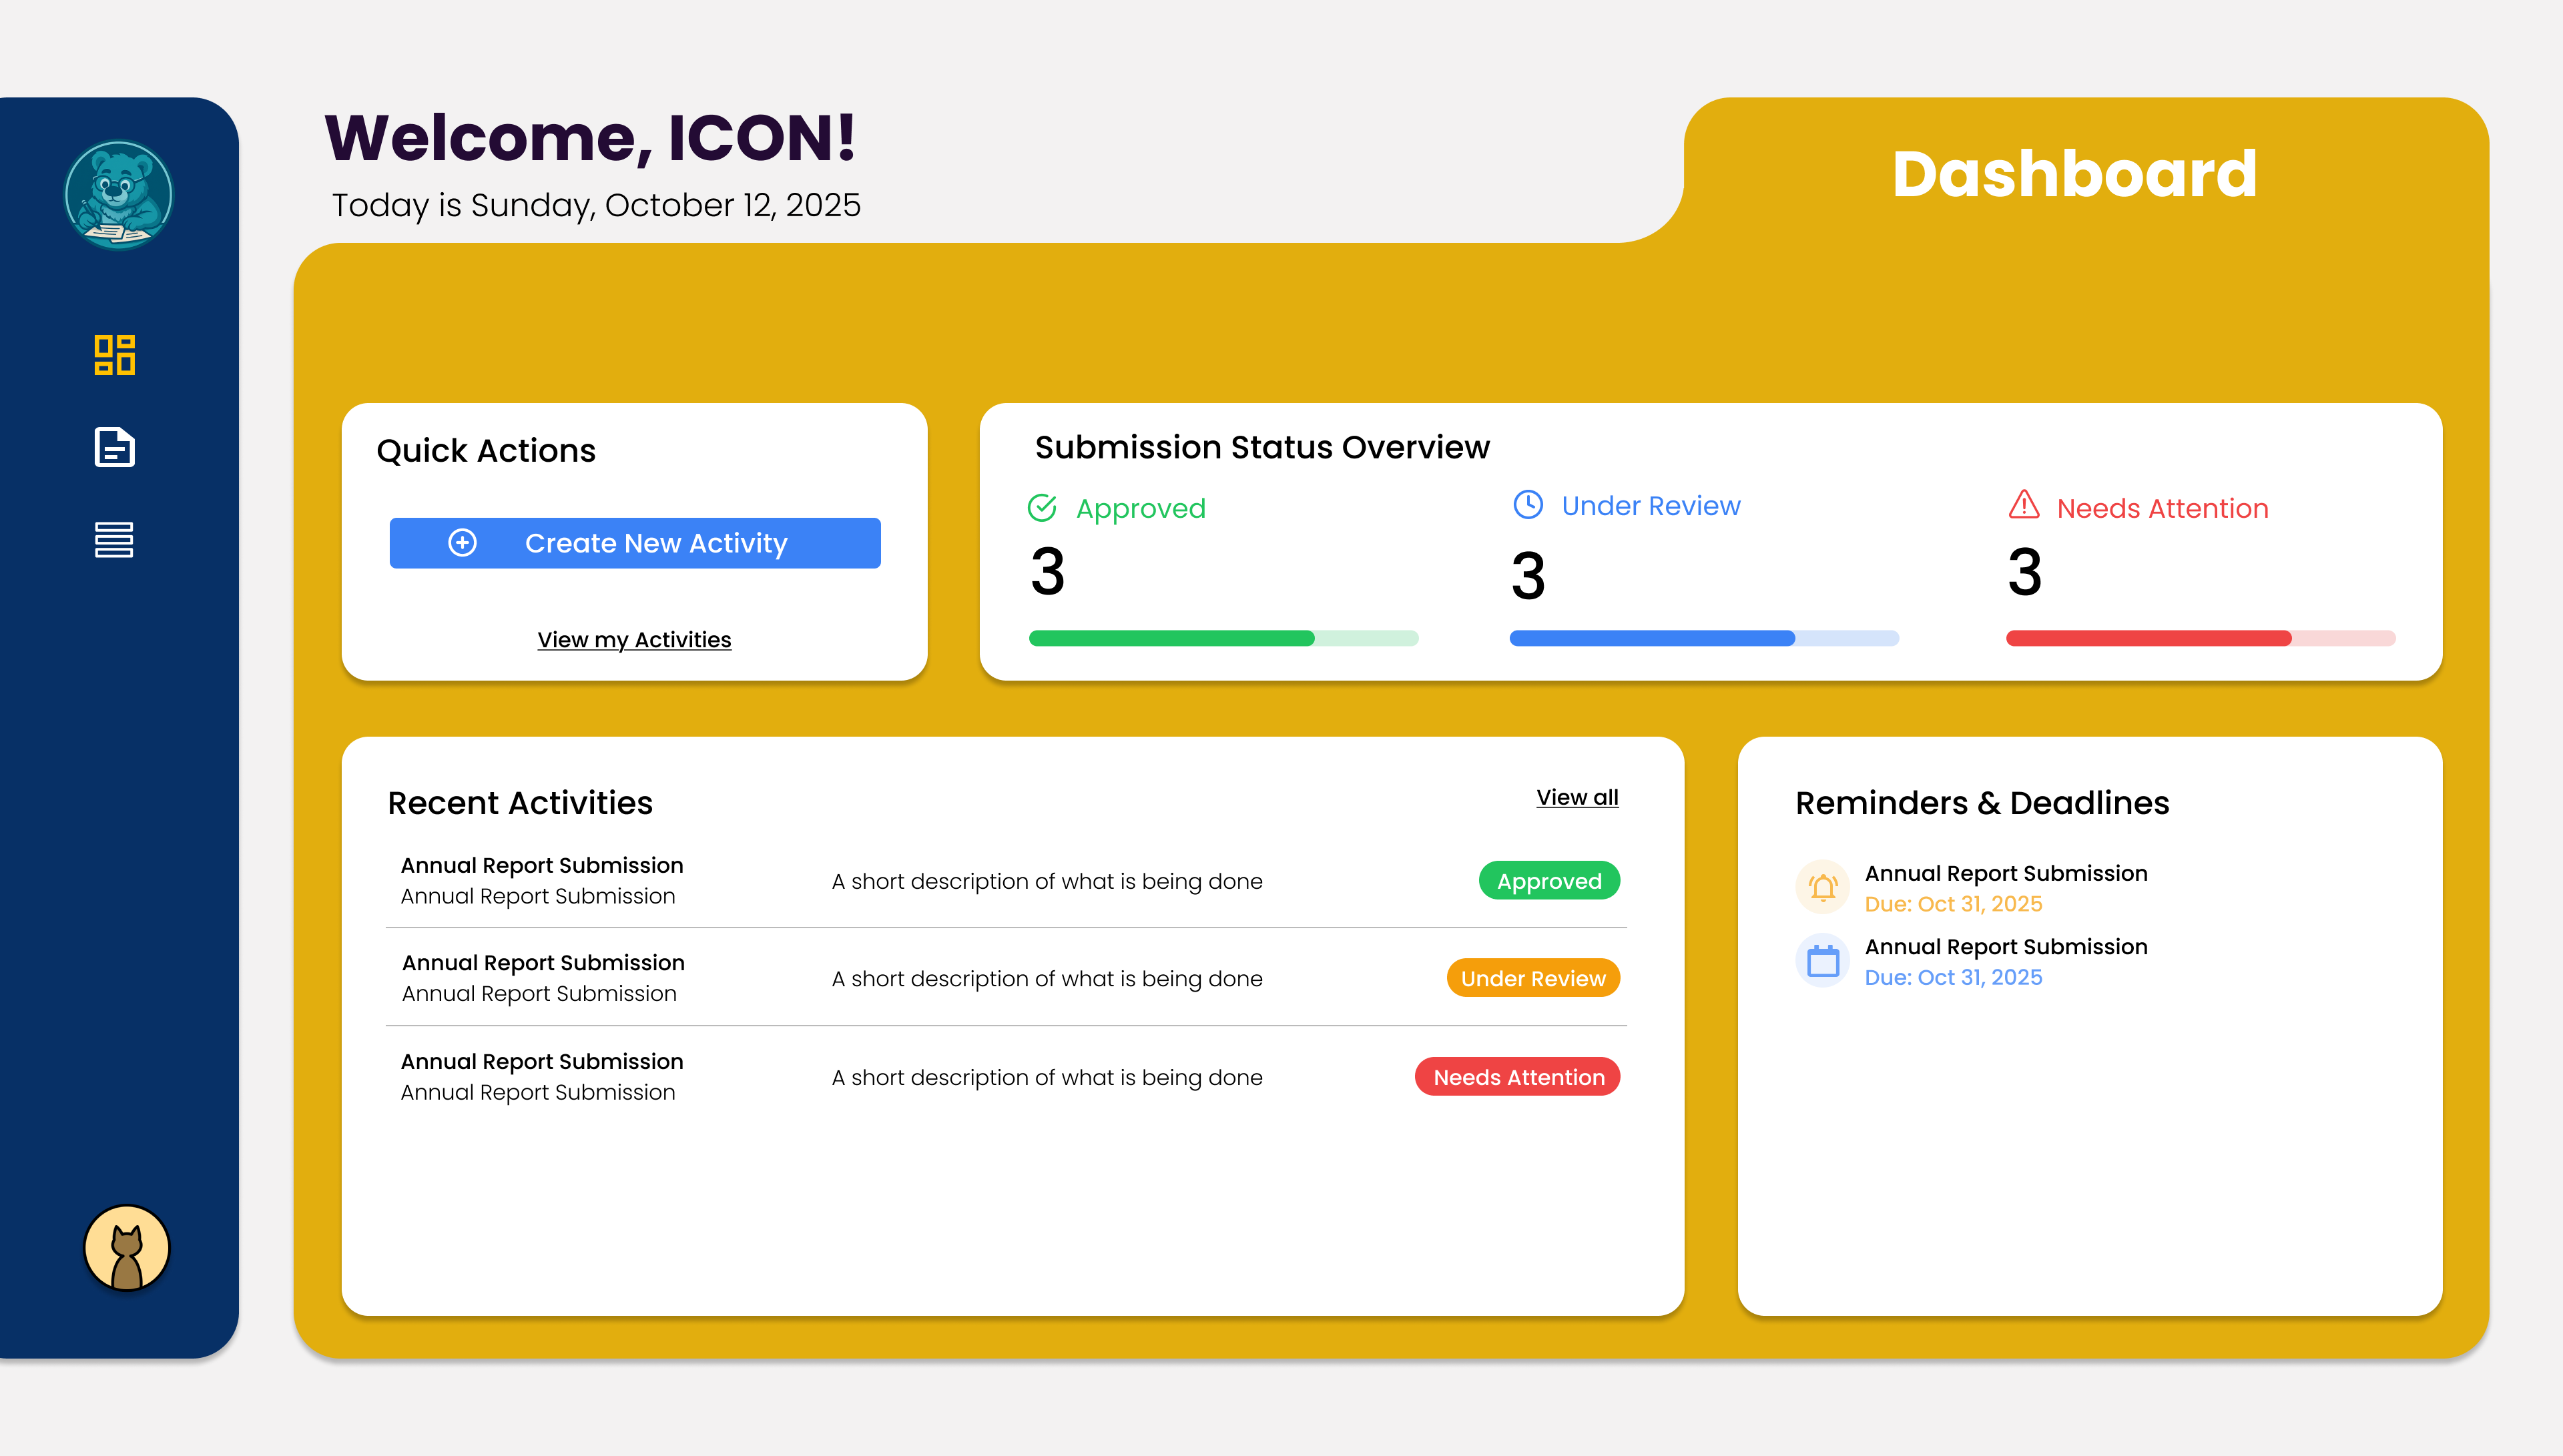 Welcome, ICON!
Today is Sunday, October 12, 2025
Dashboard
Quick Actions
Create New Activity
View my Activities
Submission Status Overview
Approved
3
Under Review
3
Needs Attention
3
Recent Activities
View all
Annual Report Submission
Annual Report Submission
A short description of what is being done
Approved
Annual Report Submission
Annual Report Submission
A short description of what is being done
Under Review
Annual Report Submission
Annual Report Submission
A short description of what is being done
Needs Attention
Reminders & Deadlines
Annual Report Submission
Due: Oct 31, 2025
Annual Report Submission
Due: Oct 31, 2025